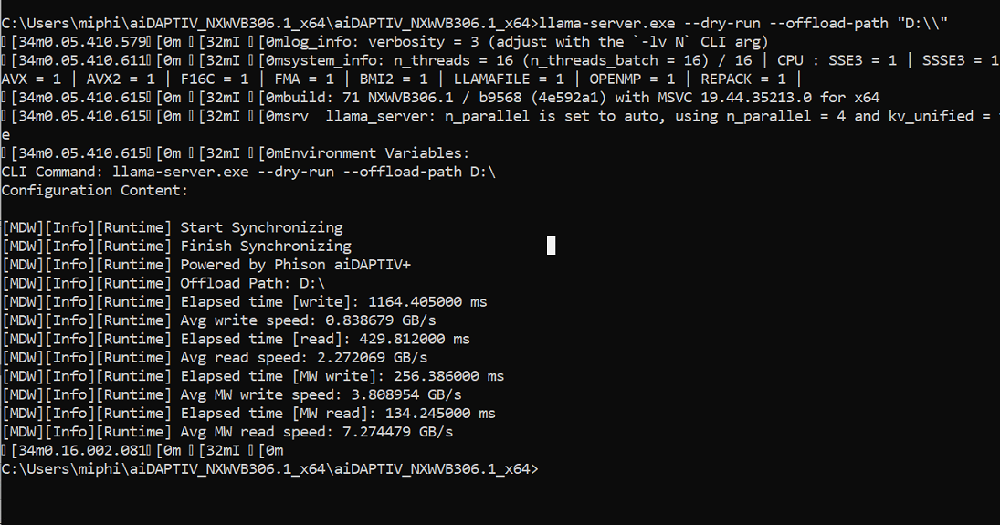 C:\Users\miphi\aiDAPTIV_NXWVB306.1_x64\aiDAPTIV_NXWVB306.1_x64>llama-server.exe --dry-run --offload-path "D:\\"
[34m0.05.410.579[0m [32mI [0mlog_info: verbosity = 3 (adjust with the `-lv N` CLI arg)
[34m0.05.410.611[0m [32mI [0msystem_info: n_threads = 16 (n_threads_batch = 16) / 16 | CPU : SSE3 = 1 | SSSE3 = 1
AVX = 1 | AVX2 = 1 | F16C = 1 | FMA = 1 | BMI2 = 1 | LLAMAFILE = 1 | OPENMP = 1 | REPACK = 1 |
[34m0.05.410.615[0m [32mI [0mbuild: 71 NXWVB306.1 / b9568 (4e592a1) with MSVC 19.44.35213.0 for x64
[34m0.05.410.615[0m [32mI [0msrv  llama_server: n_parallel is set to auto, using n_parallel = 4 and kv_unified =
e
[34m0.05.410.615[0m [32mI [0mEnvironment Variables:
CLI Command: llama-server.exe --dry-run --offload-path D:\
Configuration Content:
[MDW][Info][Runtime] Start Synchronizing
[MDW][Info][Runtime] Finish Synchronizing
[MDW][Info][Runtime] Powered by Phison aiDAPTIV+
[MDW][Info][Runtime] Offload Path: D:\
[MDW][Info][Runtime] Elapsed time [write]: 1164.405000 ms
[MDW][Info][Runtime] Avg write speed: 0.838679 GB/s
[MDW][Info][Runtime] Elapsed time [read]: 429.812000 ms
[MDW][Info][Runtime] Avg read speed: 2.272069 GB/s
[MDW][Info][Runtime] Elapsed time [MW write]: 256.386000 ms
[MDW][Info][Runtime] Avg MW write speed: 3.808954 GB/s
[MDW][Info][Runtime] Elapsed time [MW read]: 134.245000 ms
[MDW][Info][Runtime] Avg MW read speed: 7.274479 GB/s
[34m0.16.002.081[0m [32mI [0m
C:\Users\miphi\aiDAPTIV_NXWVB306.1_x64\aiDAPTIV_NXWVB306.1_x64>